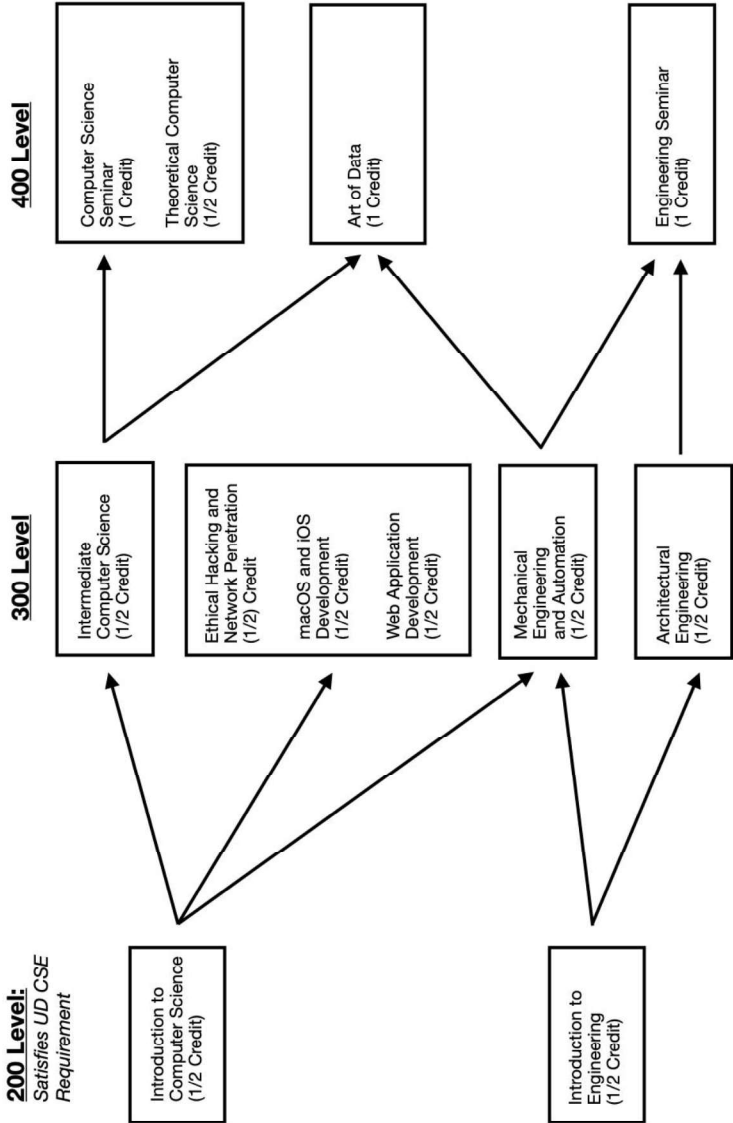 200 Level:
Satisfies UD CSE
Requirement
Introduction to
Computer Science
(1/2 Credit)
Introduction to
Engineering
(1/2 Credit)
300 Level
Intermediate
Computer Science
(1/2 Credit)
Ethical Hacking and
Network Penetration
(1/2) Credit
macOS and iOS
Development
(1/2 Credit)
Web Application
Development
(1/2 Credit)
Mechanical
Engineering
and Automation
(1/2 Credit)
Architectural
Engineering
(1/2 Credit)
400 Level
Computer Science
Seminar
(1 Credit)
Theoretical Computer
Science
(1/2 Credit)
Art of Data
(1 Credit)
Engineering Seminar
(1 Credit)